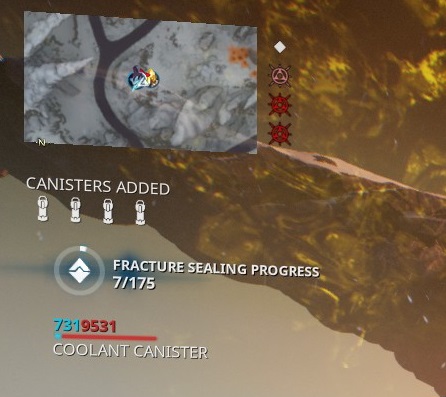 N
CANISTERS ADDED
FRACTURE SEALING PROGRESS
7/175
7319531
COOLANT CANISTER